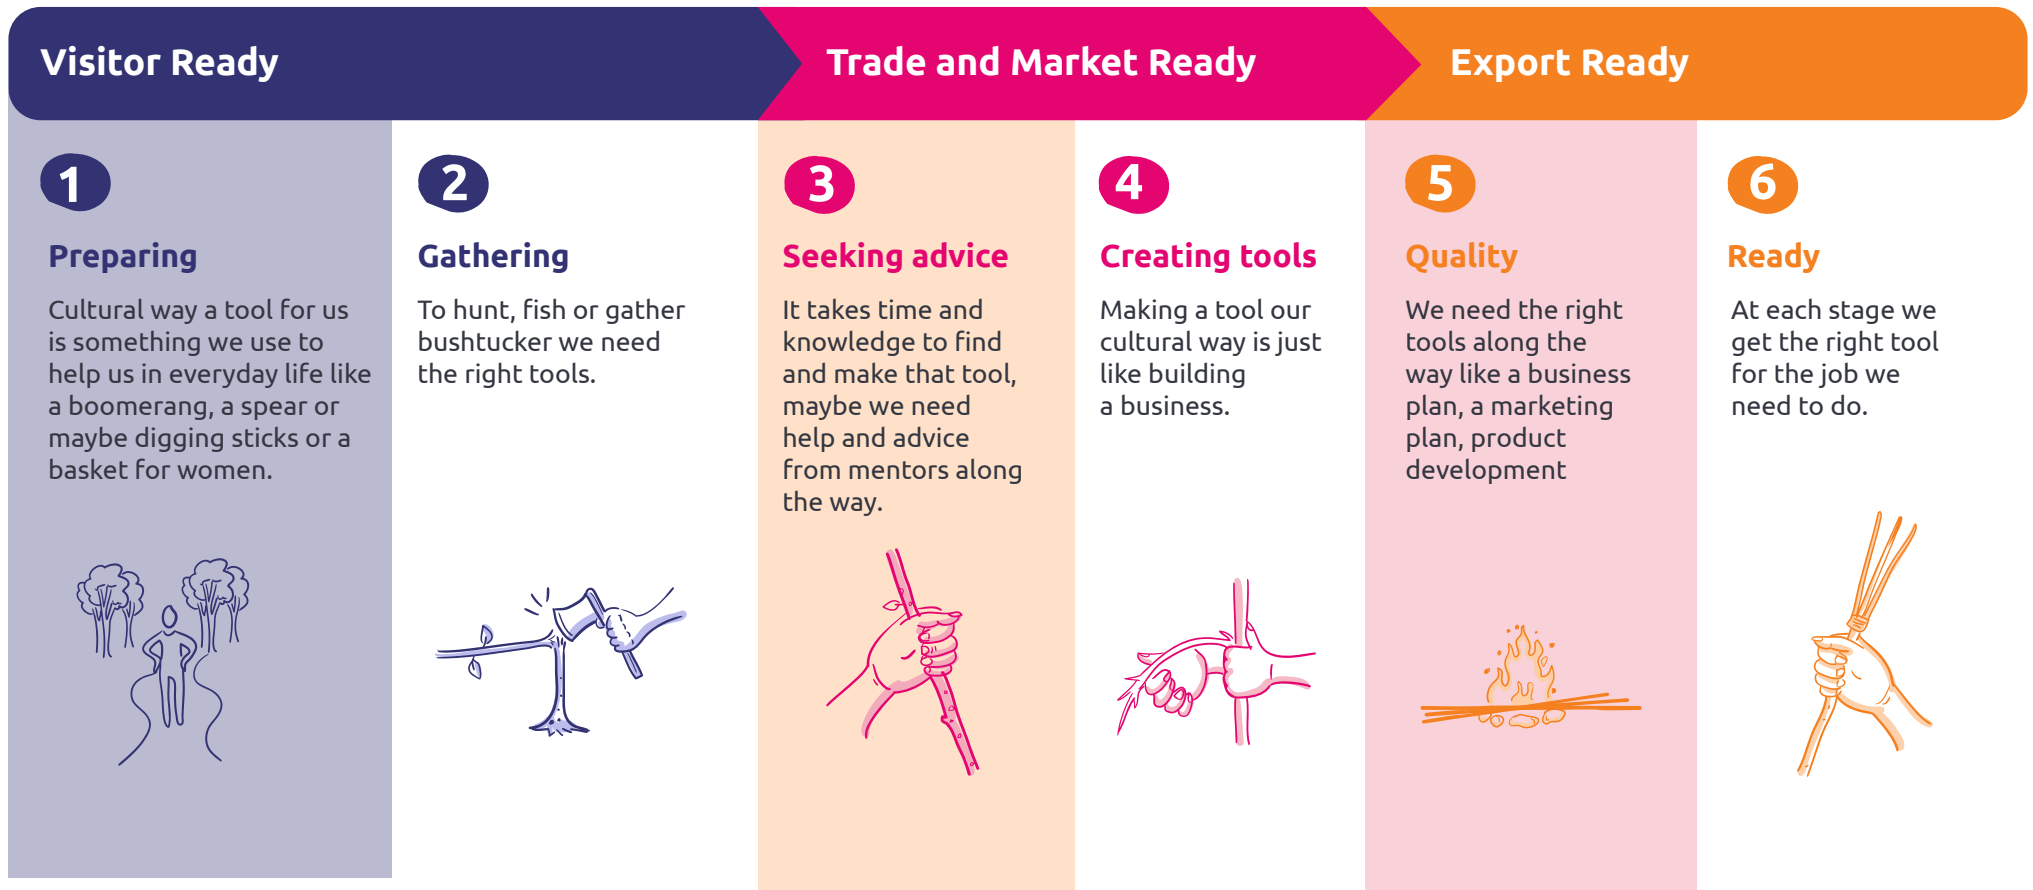 Visitor Ready
Trade and Market Ready
Export Ready
1
Preparing
Cultural way a tool for us
is something we use to
help us in everyday life like
a boomerang, a spear or
maybe digging sticks or a
basket for women.
2
Gathering
To hunt, fish or gather
bushtucker we need
the right tools.
3
Seeking advice
It takes time and
knowledge to find
and make that tool,
maybe we need
help and advice
from mentors along
the way.
4
Creating tools
Making a tool our
cultural way is just
like building
a business.
5
Quality
We need the right
tools along the
way like a business
plan, a marketing
plan, product
development
6
Ready
At each stage we
get the right tool
for the job we
need to do.